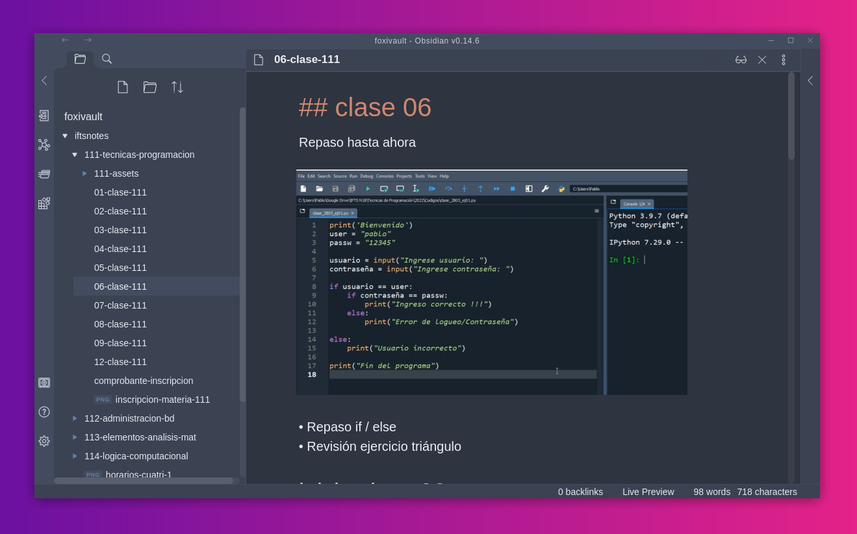 foxivault - Obsidian v0.14.6
06-clase-111
foxivault
iftsnotes
111-tecnicas-programacion
111-assets
01-clase-111
02-clase-111
03-clase-111
04-clase-111
05-clase-111
06-clase-111
07-clase-111
08-clase-111
09-clase-111
12-clase-111
comprobante-inscripcion
PNG inscripcion-materia-111
112-administracion-bd
113-elementos-analisis-mat
114-logica-computacional
PNG horarios-cuatri-1
## clase 06
Repaso hasta ahora
File Edit Search Source Run Debug Consoles Projects Tools View Help
C:\Users\Pablo
clase_2803_ej01.py
1 print('Bienvenido')
2 user = "pablo"
3 passw = "12345"
4
5 usuario = input("Ingrese usuario: ")
6 contraseña = input("Ingrese contraseña: ")
7
8 if usuario == user:
9 if contraseña == passw:
10 print("Ingreso correcto !!!")
11 else:
12 print("Error de Logueo/Contraseña")
13
14 else:
15 print("Usuario incorrecto")
16
17 print("Fin del programa")
18
Console 1/A
Python 3.9.7 (defa
Type "copyright",
IPython 7.29.0 --
In [1]:
• Repaso if / else
• Revisión ejercicio triángulo
0 backlinks Live Preview 98 words 718 characters